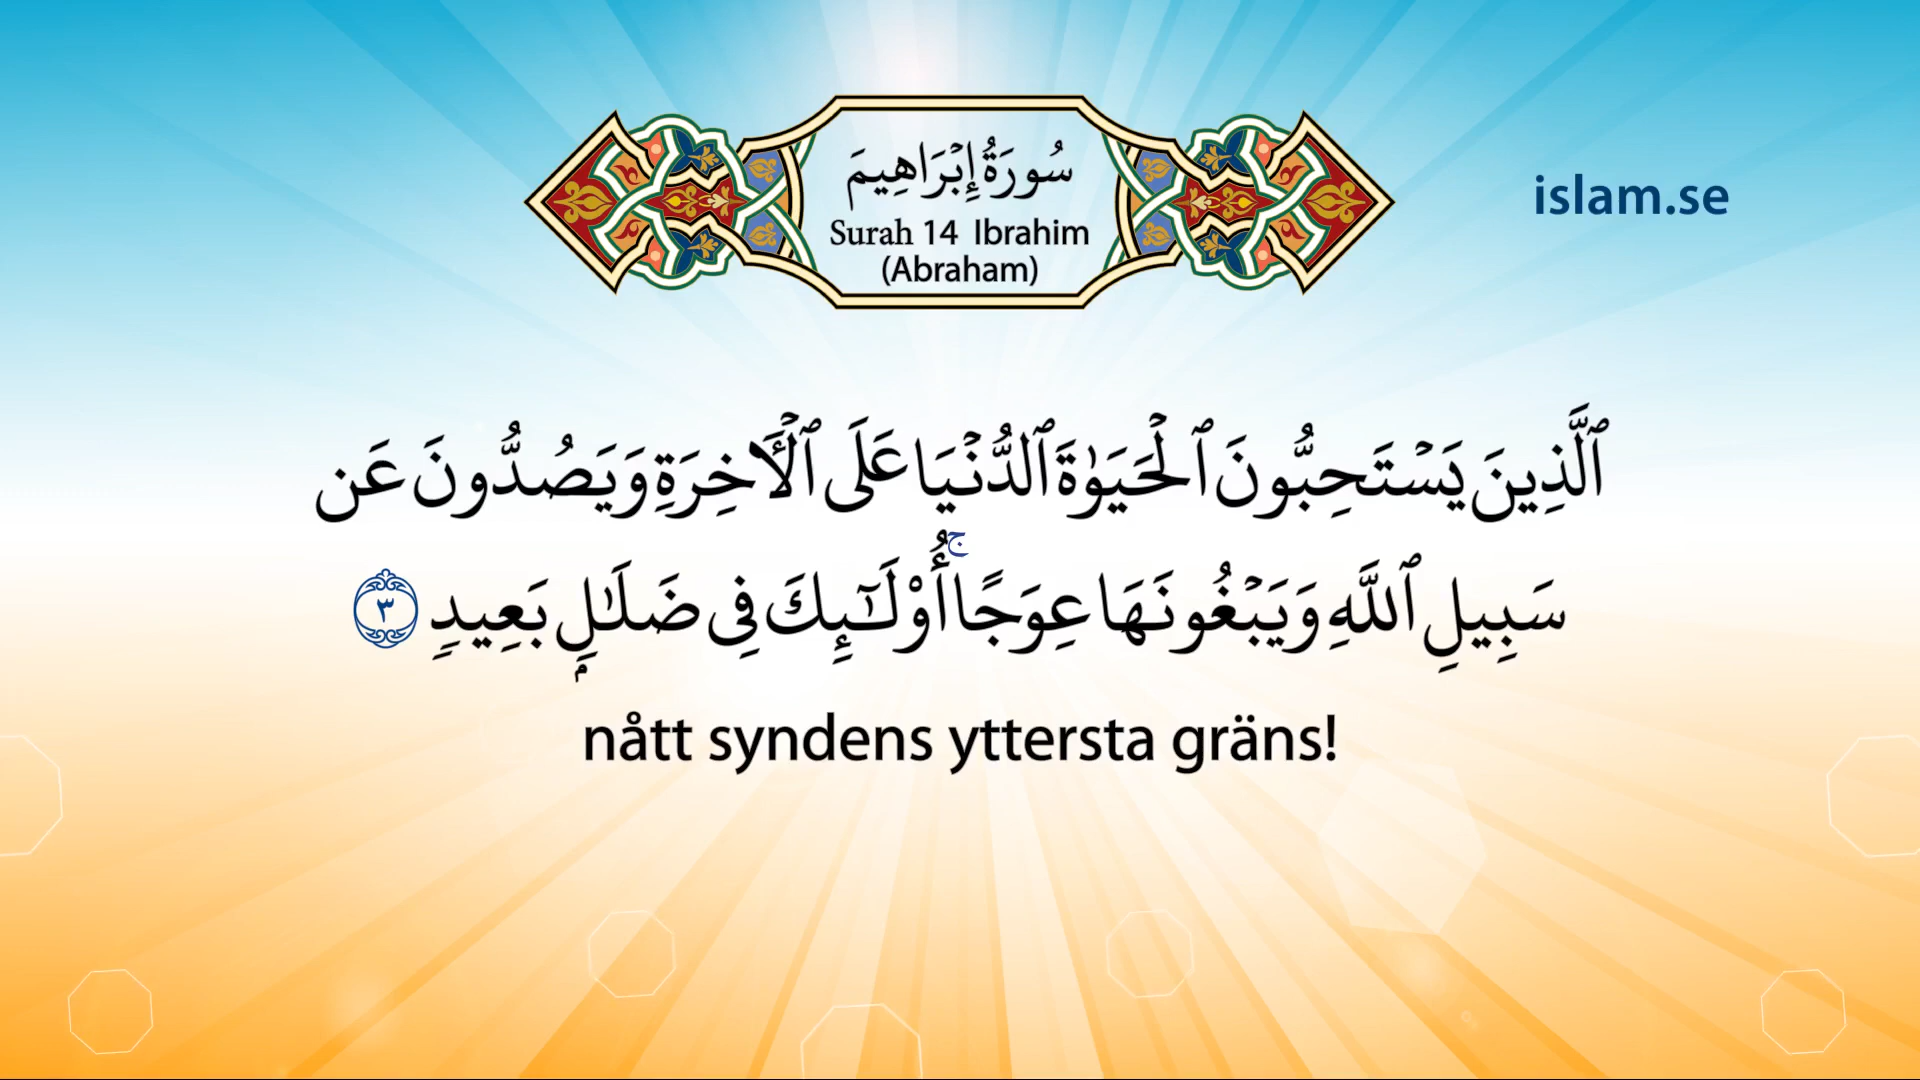 سُورَةُ إِبْرَاهِيمَ
Surah 14 Ibrahim
(Abraham)
islam.se
ٱلَّذِينَ يَسْتَحِبُّونَ ٱلْحَيَوٰةَ ٱلدُّنْيَا عَلَى ٱلْـَٔاخِرَةِ وَيَصُدُّونَ عَن
سَبِيلِ ٱللَّهِ وَيَبْغُونَهَا عِوَجًا ۚ أُو۟لَـٰٓئِكَ فِى ضَلَـٰلٍۭ بَعِيدٍ ٣
nått syndens yttersta gräns!